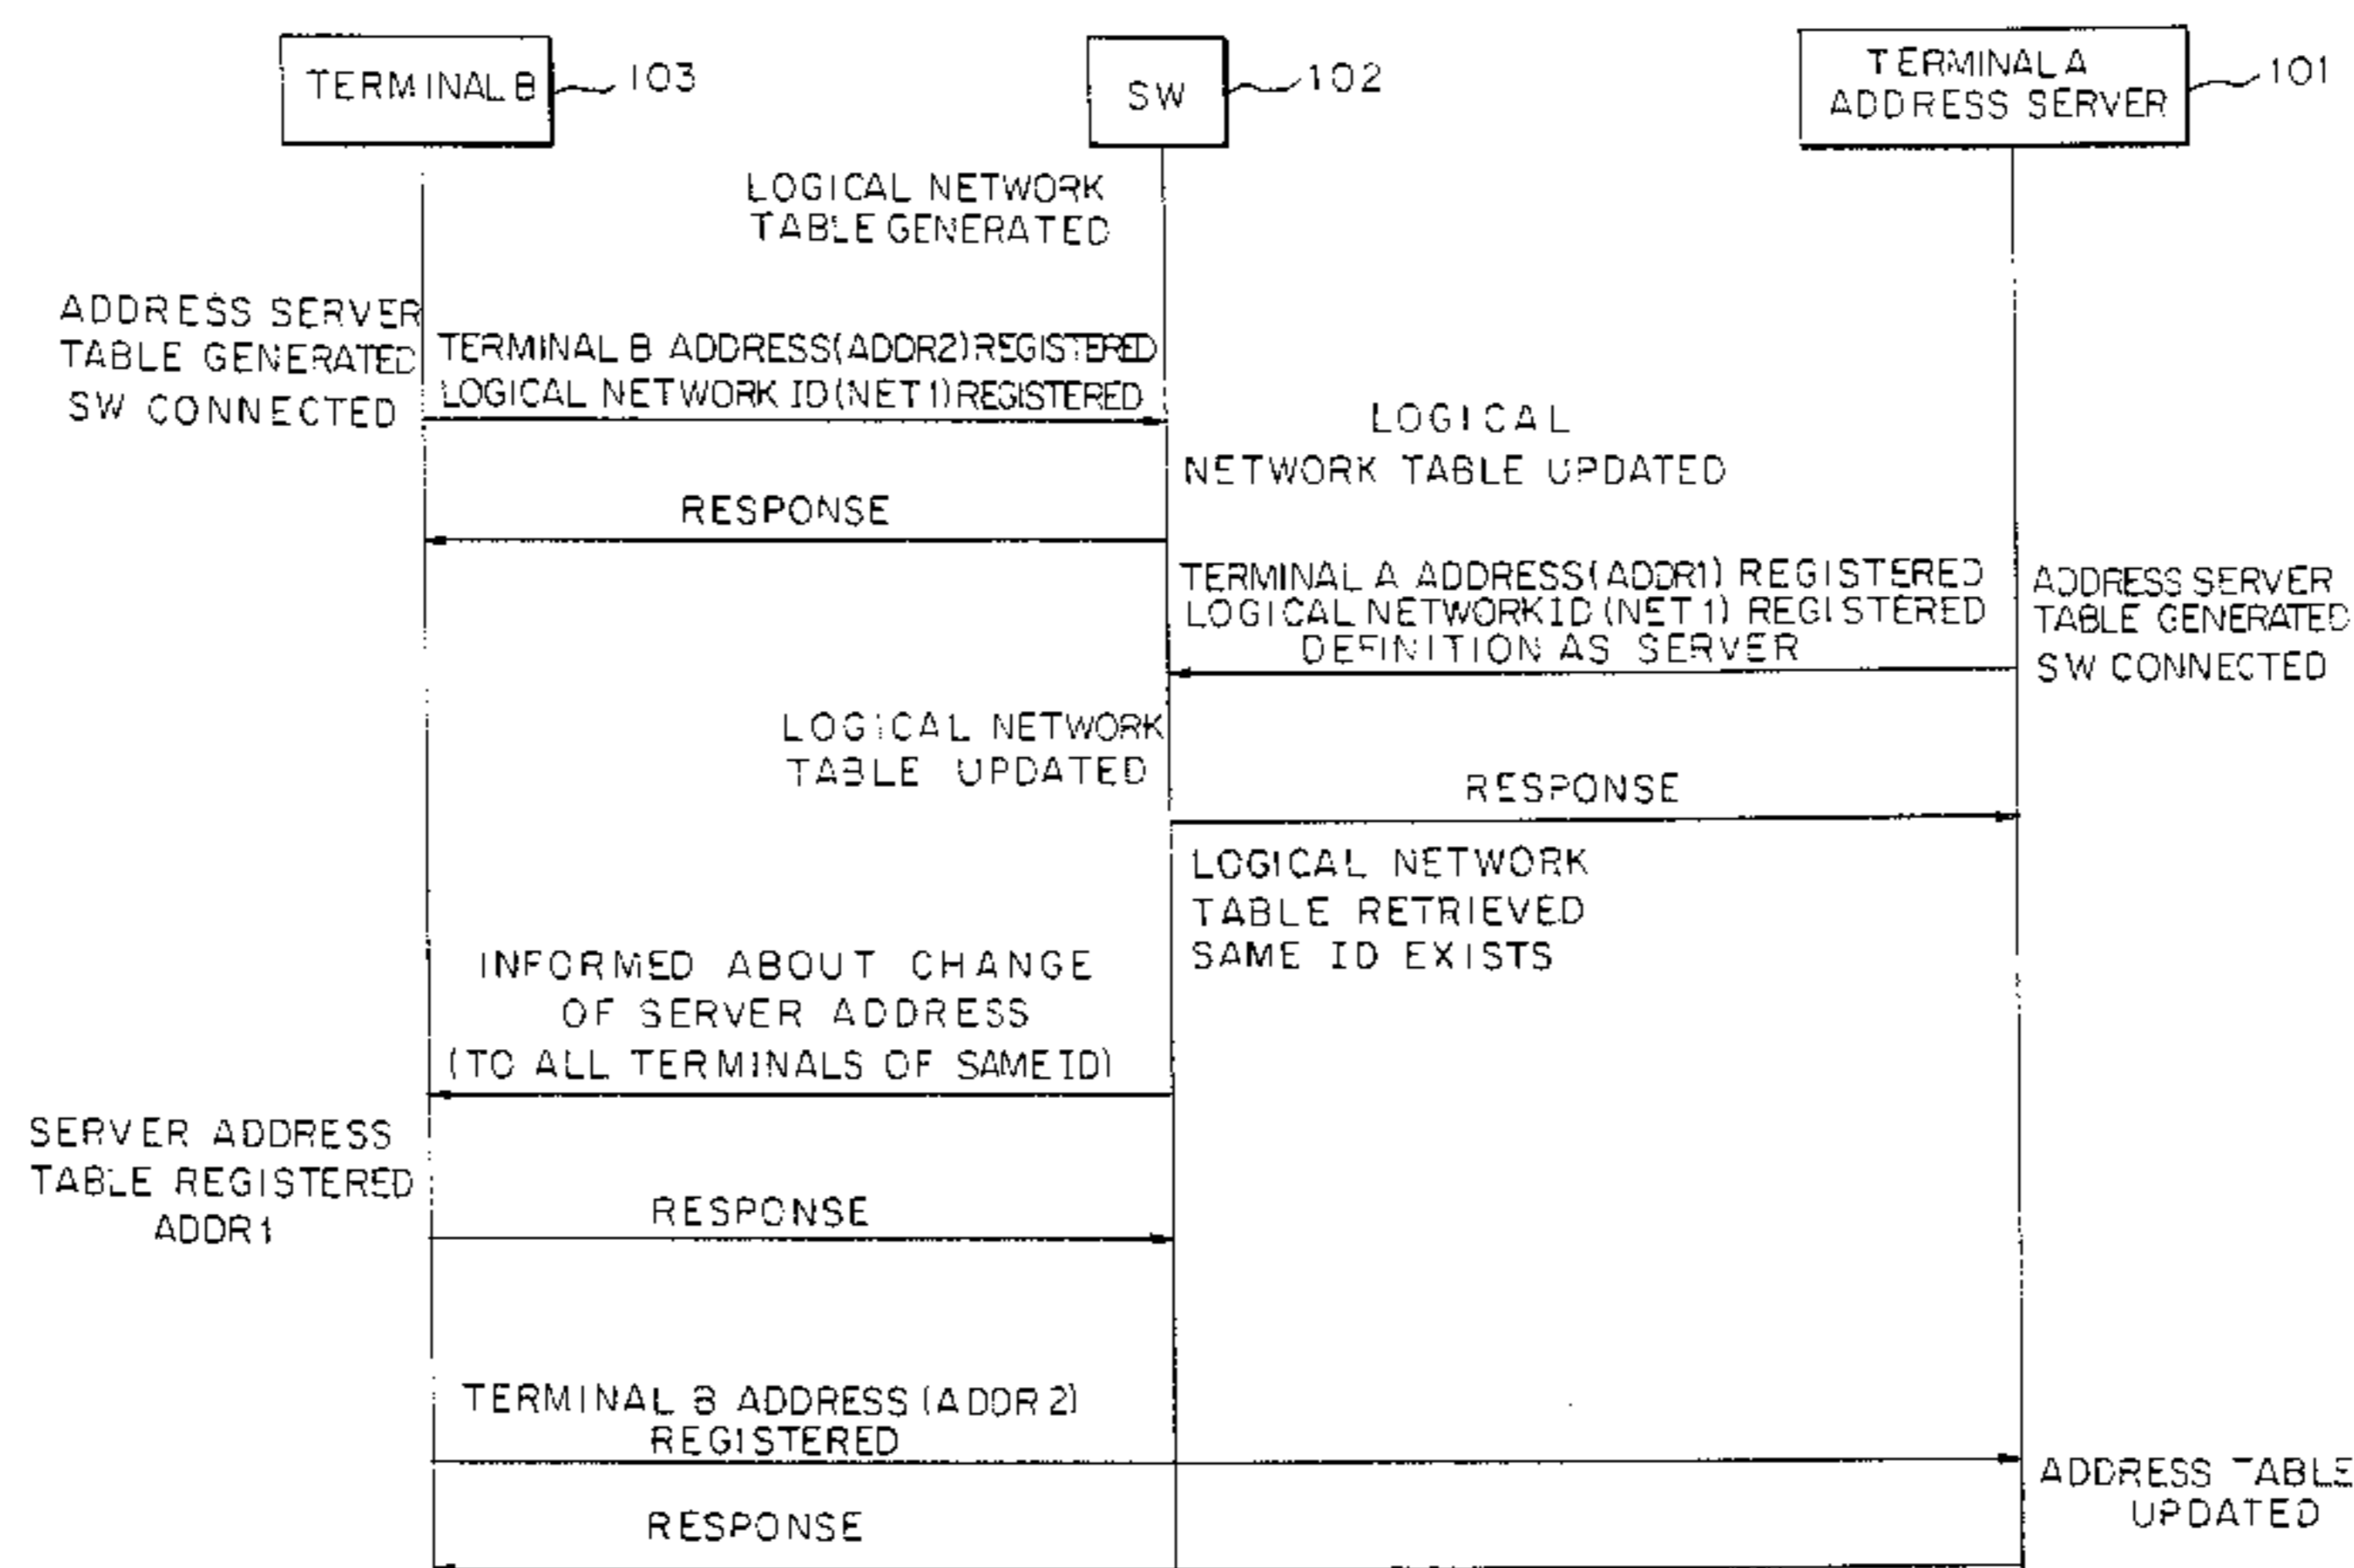 TERMINAL B
103
SW
102
TERMINAL A
ADDRESS SERVER
101
LOGICAL NETWORK
TABLE GENERATED
ADDRESS SERVER
TABLE GENERATED
SW CONNECTED
TERMINAL B ADDRESS(ADDR2)REGISTERED
LOGICAL NETWORK ID(NET1)REGISTERED
LOGICAL
NETWORK TABLE UPDATED
RESPONSE
TERMINAL A ADDRESS(ADDR1) REGISTERED
LOGICAL NETWORK ID(NET1) REGISTERED
DEFINITION AS SERVER
ADDRESS SERVER
TABLE GENERATED
SW CONNECTED
LOGICAL NETWORK
TABLE UPDATED
RESPONSE
LOGICAL NETWORK
TABLE RETRIEVED
SAME ID EXISTS
INFORMED ABOUT CHANGE
OF SERVER ADDRESS
(TO ALL TERMINALS OF SAME ID)
SERVER ADDRESS
TABLE REGISTERED
ADDR1
RESPONSE
TERMINAL B ADDRESS (ADDR2)
REGISTERED
ADDRESS TABLE
UPDATED
RESPONSE